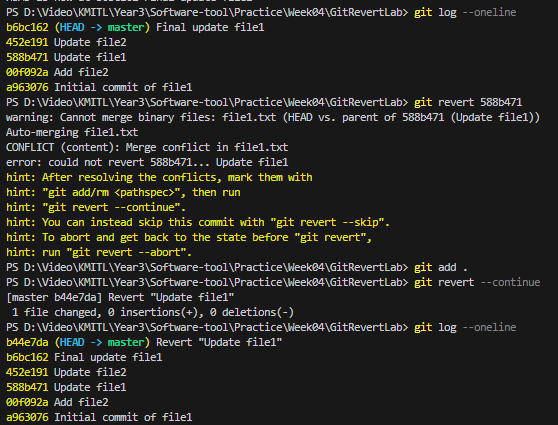 PS D:\Video\KMITL\Year3\Software-tool\Practice\Week04\GitRevertLab> git log --oneline
b6bc162 (HEAD -> master) Final update file1
452e191 Update file2
588b471 Update file1
00f092a Add file2
a963076 Initial commit of file1
PS D:\Video\KMITL\Year3\Software-tool\Practice\Week04\GitRevertLab> git revert 588b471
warning: Cannot merge binary files: file1.txt (HEAD vs. parent of 588b471 (Update file1))
Auto-merging file1.txt
CONFLICT (content): Merge conflict in file1.txt
error: could not revert 588b471... Update file1
hint: After resolving the conflicts, mark them with
hint: "git add/rm <pathspec>", then run
hint: "git revert --continue".
hint: You can instead skip this commit with "git revert --skip".
hint: To abort and get back to the state before "git revert",
hint: run "git revert --abort".
PS D:\Video\KMITL\Year3\Software-tool\Practice\Week04\GitRevertLab> git add .
PS D:\Video\KMITL\Year3\Software-tool\Practice\Week04\GitRevertLab> git revert --continue
[master b44e7da] Revert "Update file1"
 1 file changed, 0 insertions(+), 0 deletions(-)
PS D:\Video\KMITL\Year3\Software-tool\Practice\Week04\GitRevertLab> git log --oneline
b44e7da (HEAD -> master) Revert "Update file1"
b6bc162 Final update file1
452e191 Update file2
588b471 Update file1
00f092a Add file2
a963076 Initial commit of file1